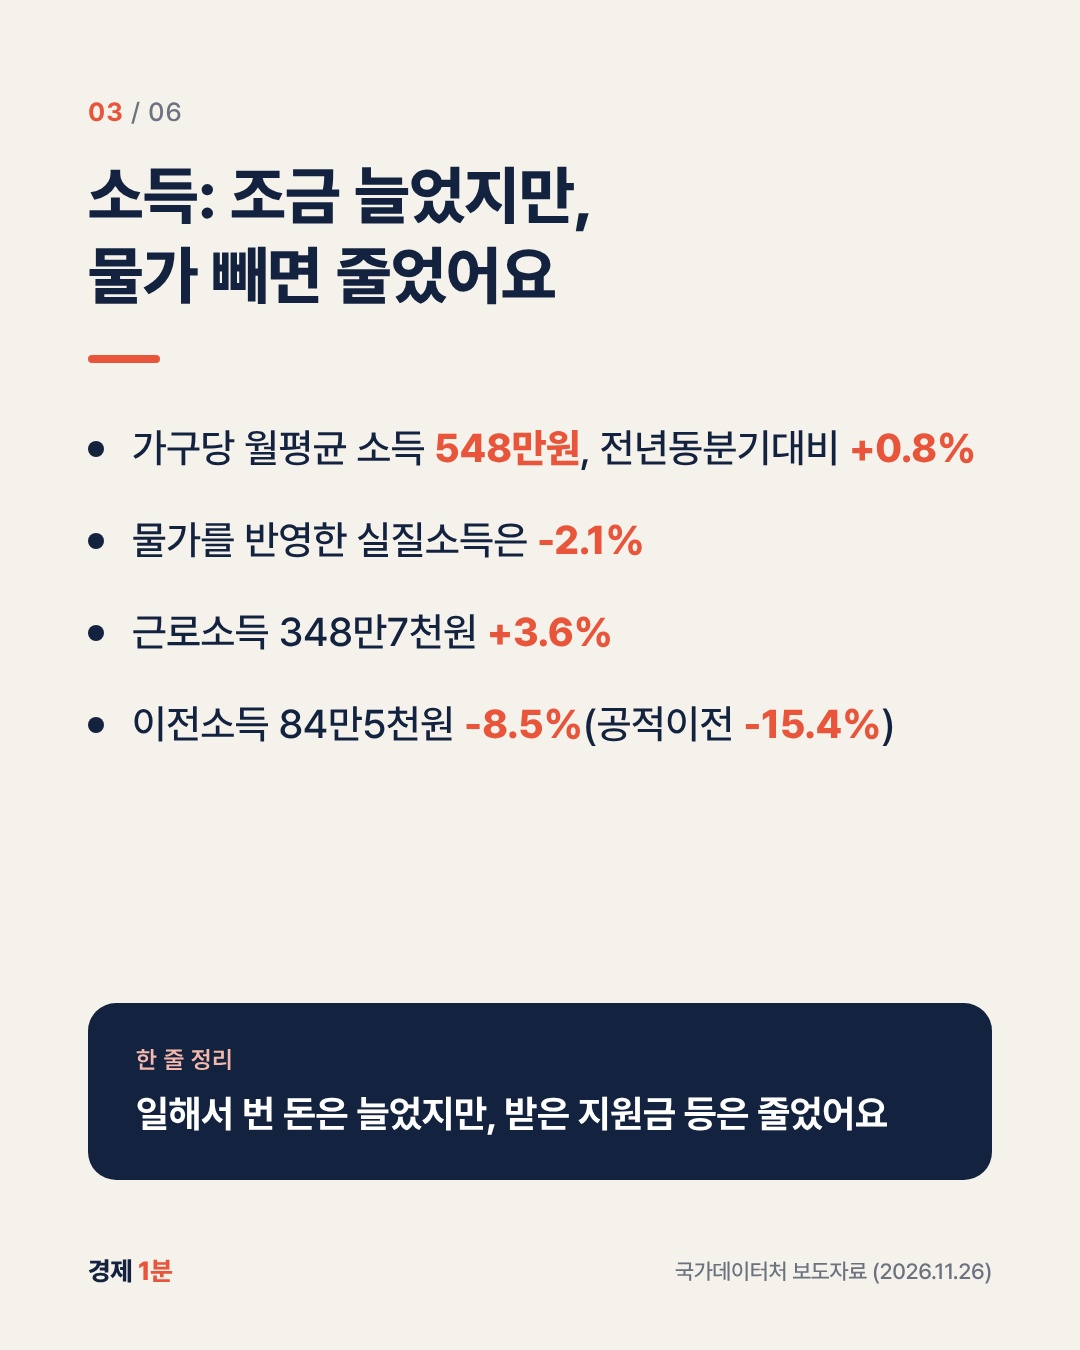 03 / 06
소득: 조금 늘었지만,
물가 빼면 줄었어요
• 가구당 월평균 소득 548만원, 전년동분기대비 +0.8%
• 물가를 반영한 실질소득은 -2.1%
• 근로소득 348만7천원 +3.6%
• 이전소득 84만5천원 -8.5%(공적이전 -15.4%)
한 줄 정리
일해서 번 돈은 늘었지만, 받은 지원금 등은 줄었어요
경제 1분
국가데이터처 보도자료 (2026.11.26)